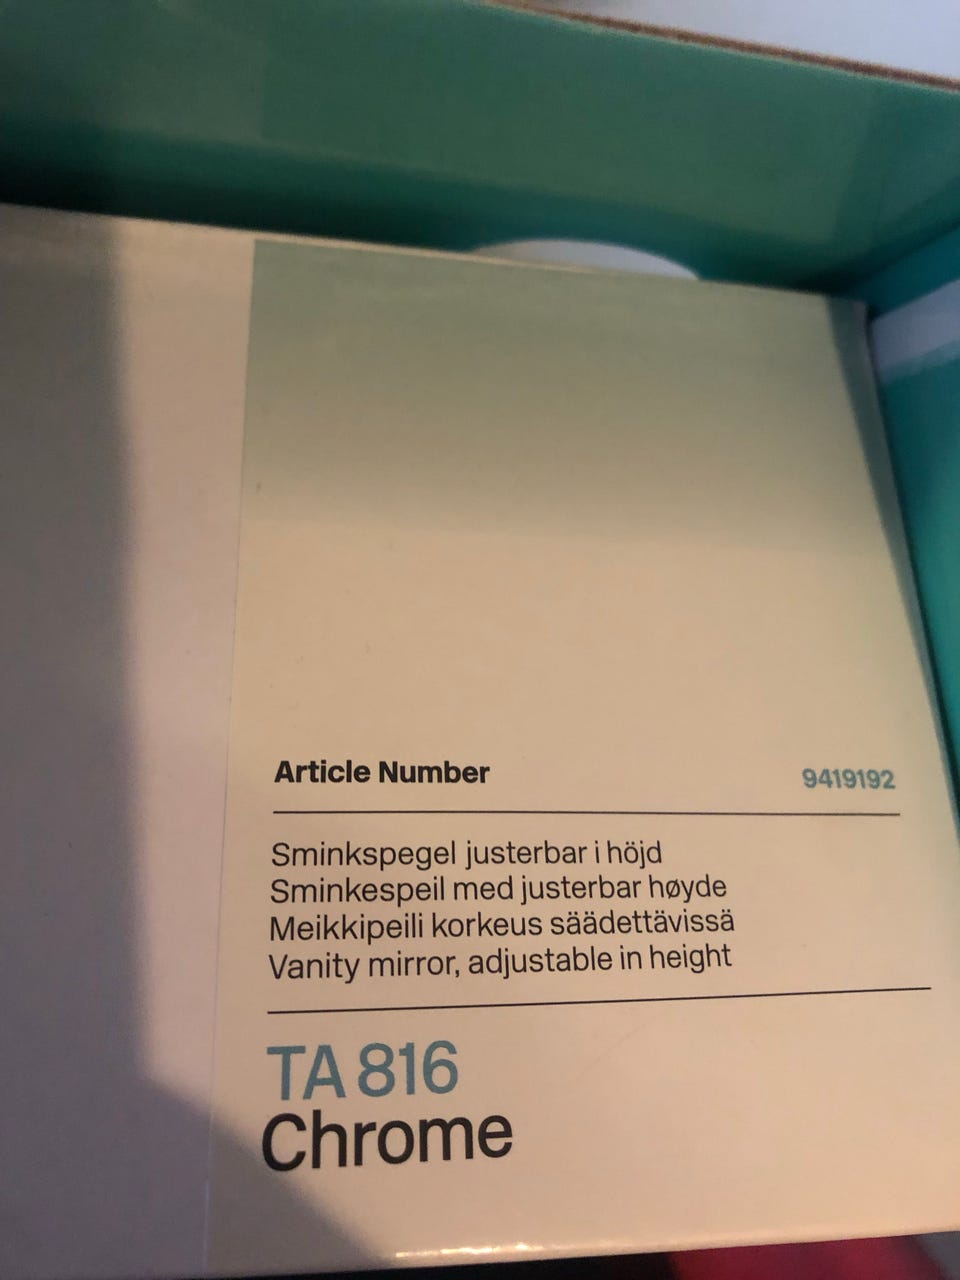 Article Number 9419192
Sminkspegel justerbar i höjd
Sminkespeil med justerbar høyde
Meikkipeili korkeus säädettävissä
Vanity mirror, adjustable in height
TA 816
Chrome